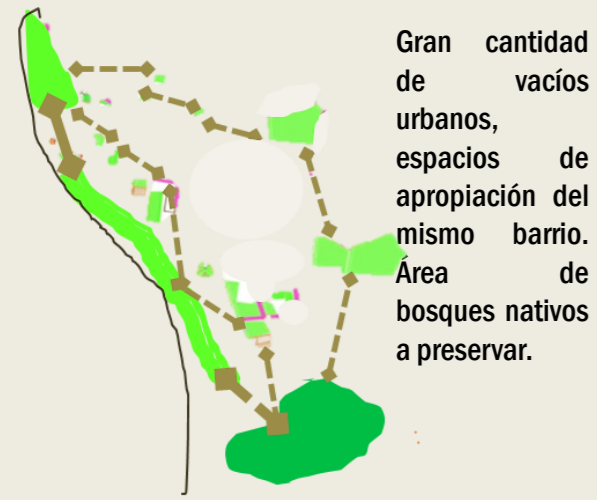 Gran cantidad
de vacíos
urbanos,
espacios de
apropiación del
mismo barrio.
Área de
bosques nativos
a preservar.